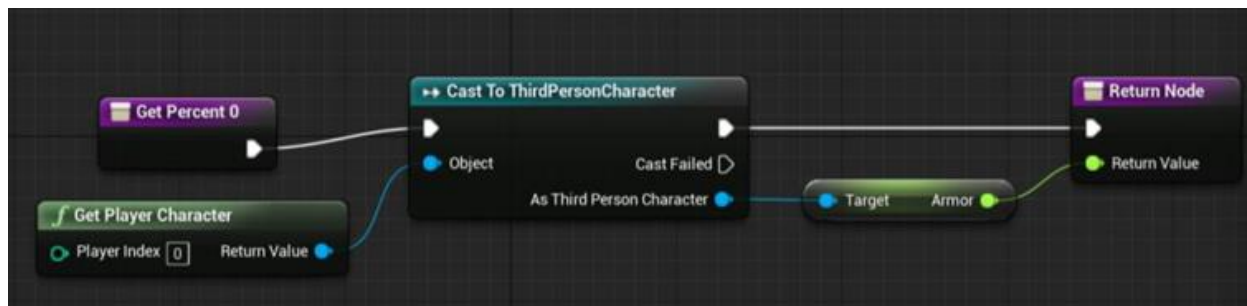 Get Percent 0
Cast To ThirdPersonCharacter
Object
Cast Failed
As Third Person Character
Get Player Character
Player Index 0 Return Value
Target Armor
Return Node
Return Value